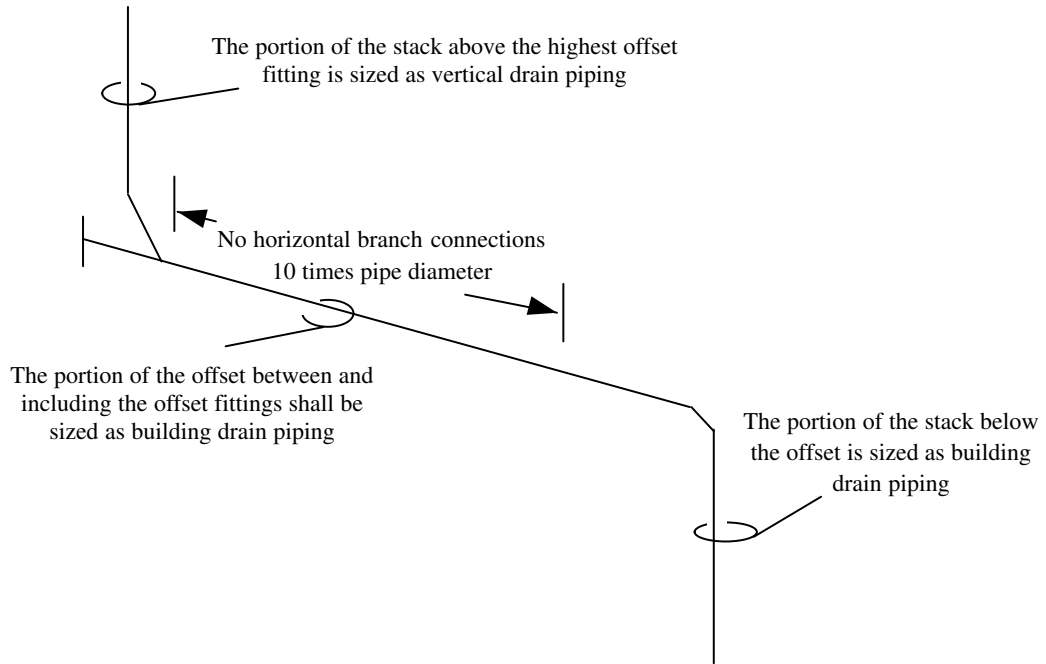 The portion of the stack above the highest offset
fitting is sized as vertical drain piping
No horizontal branch connections
10 times pipe diameter
The portion of the offset between and
including the offset fittings shall be
sized as building drain piping
The portion of the stack below
the offset is sized as building
drain piping